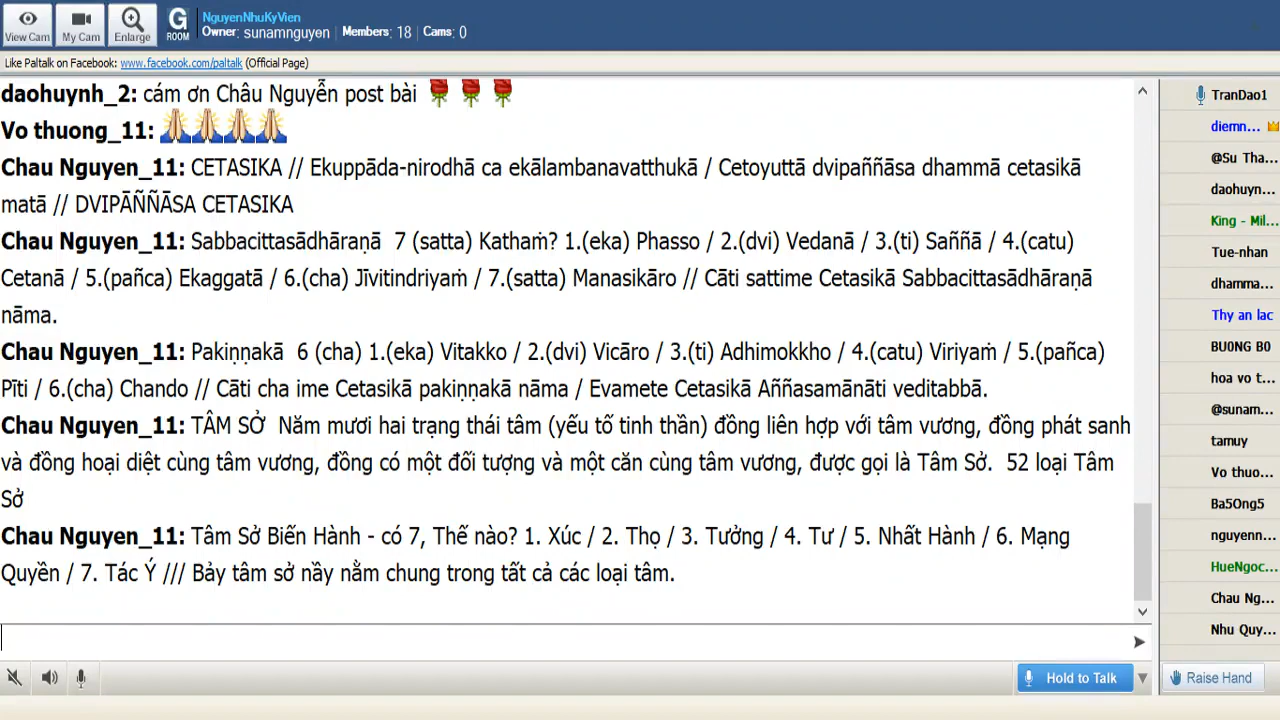 NguyenNhuKyVien
Owner: sunamnguyen | Members: 18 | Cams: 0
View Cam
My Cam
Enlarge
G
ROOM
Like Paltalk on Facebook: www.facebook.com/paltalk (Official Page)
daohuynh_2: cám ơn Châu Nguyễn post bài
Vo thuong_11:
Chau Nguyen_11: CETASIKA // Ekuppāda-nirodhā ca ekālambanavatthukā / Cetoyuttā dvipaññāsa dhammā cetasikā
matā // DVIPĀÑÑĀSA CETASIKA
Chau Nguyen_11: Sabbacittasādhāraṇā 7 (satta) Kathaṁ? 1.(eka) Phasso / 2.(dvi) Vedanā / 3.(ti) Saññā / 4.(catu)
Cetanā / 5.(pañca) Ekaggatā / 6.(cha) Jīvitindriyaṁ / 7.(satta) Manasikāro // Cāti sattime Cetasikā Sabbacittasādhāraṇā
nāma.
Chau Nguyen_11: Pakiṇṇakā 6 (cha) 1.(eka) Vitakko / 2.(dvi) Vicāro / 3.(ti) Adhimokkho / 4.(catu) Viriyaṁ / 5.(pañca)
Pīti / 6.(cha) Chando // Cāti cha ime Cetasikā pakiṇṇakā nāma / Evamete Cetasikā Aññasamānāti veditabbā.
Chau Nguyen_11: TÂM SỞ Năm mươi hai trạng thái tâm (yếu tố tinh thần) đồng liên hợp với tâm vương, đồng phát sanh
và đồng hoại diệt cùng tâm vương, đồng có một đối tượng và một căn cùng tâm vương, được gọi là Tâm Sở. 52 loại Tâm
Sở
Chau Nguyen_11: Tâm Sở Biến Hành - có 7, Thế nào? 1. Xúc / 2. Thọ / 3. Tưởng / 4. Tư / 5. Nhất Hành / 6. Mạng
Quyền / 7. Tác Ý /// Bảy tâm sở nầy nằm chung trong tất cả các loại tâm.
TranDao1
diemn...
@Su Tha...
daohuyn...
King - Mil...
Tue-nhan
dhamma...
Thy an lac
BU0NG B0
hoa vo t...
@sunam...
tamuy
Vo thuo...
Ba5Ong5
nguyenn...
HueNgoc...
Chau Ng...
Nhu Quy...
Hold to Talk
Raise Hand